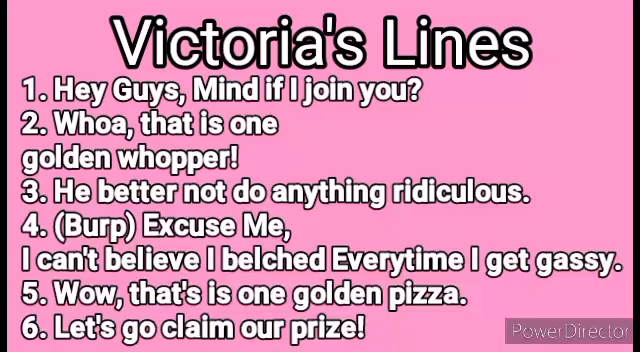 Victoria's Lines
1. Hey Guys, Mind if I join you?
2. Whoa, that is one
golden whopper!
3. He better not do anything ridiculous.
4. (Burp) Excuse Me,
I can't believe I belched Everytime I get gassy.
5. Wow, that's is one golden pizza.
6. Let's go claim our prize!
PowerDirector